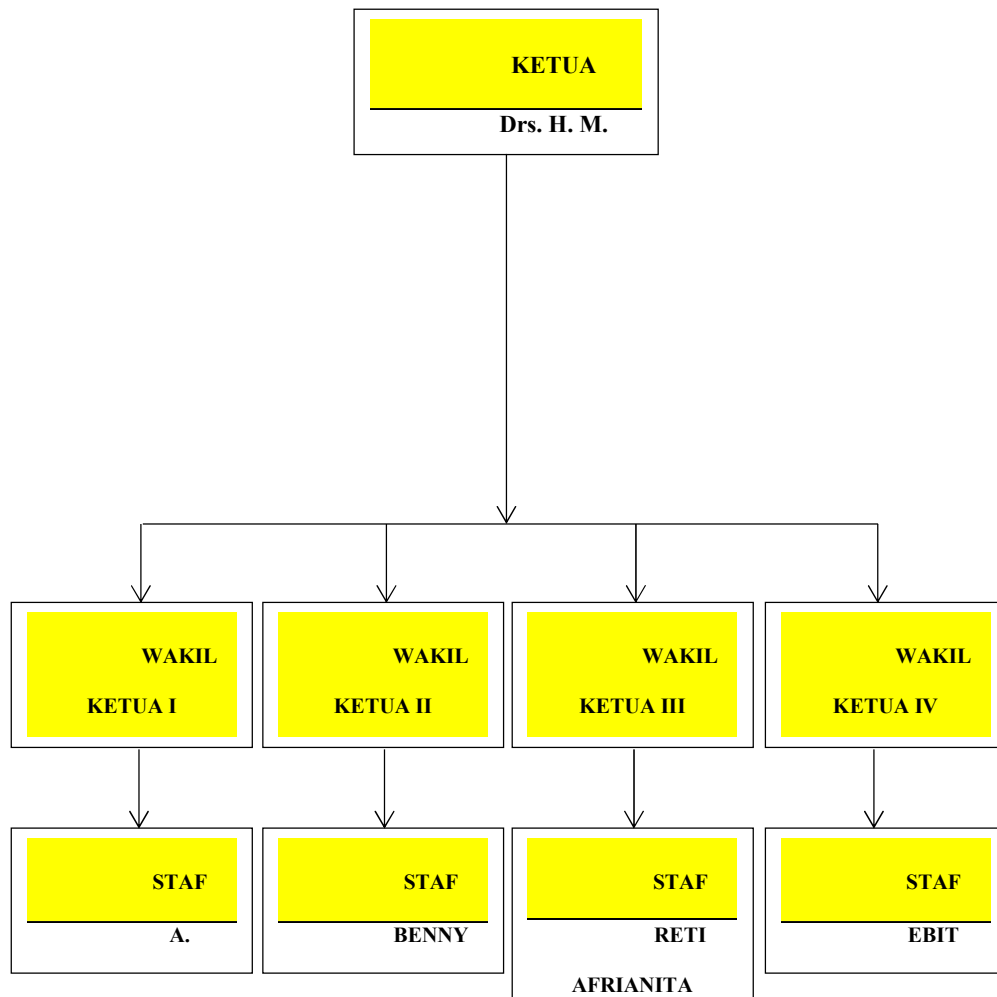 KETUA
Drs. H. M.
WAKIL
KETUA I
WAKIL
KETUA II
WAKIL
KETUA III
WAKIL
KETUA IV
STAF
A.
STAF
BENNY
STAF
RETI
AFRIANITA
STAF
EBIT